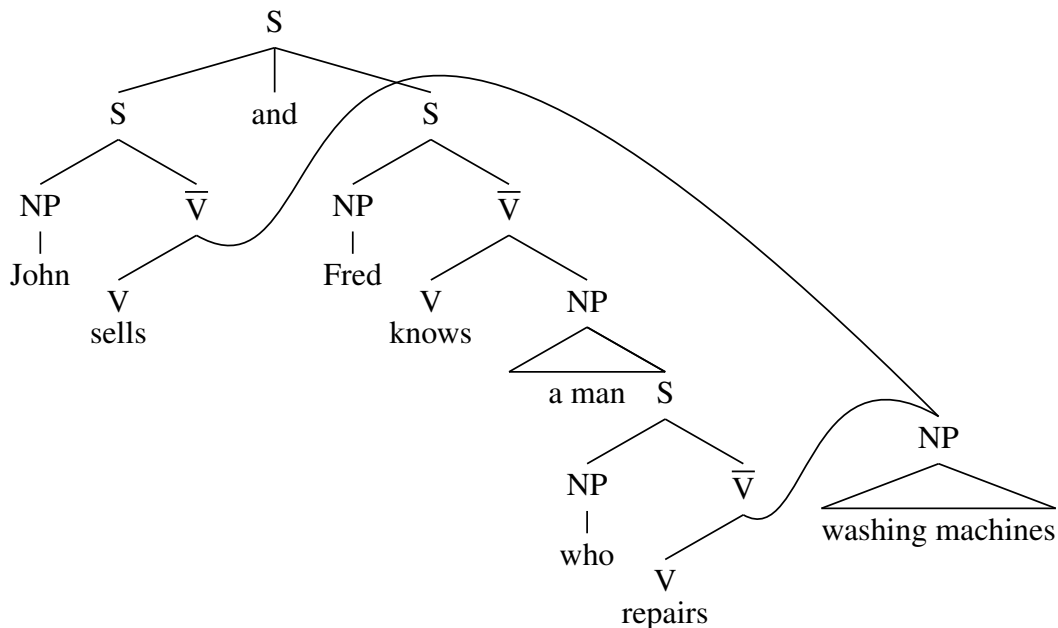 S
S and S
NP V̅ NP V̅
John V Fred V NP
sells knows
a man S
NP V̅ NP
who washing machines
V
repairs